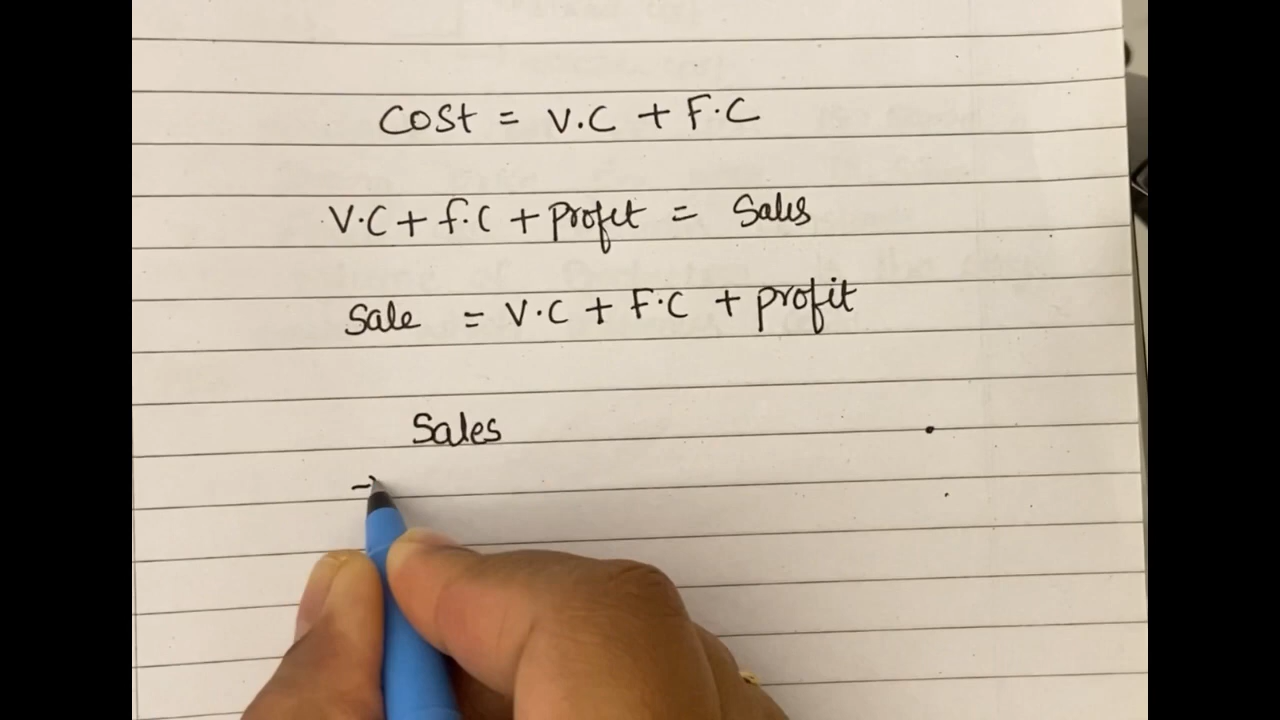 Cost = V.C + F.C
V.C + f.C + profit = Sales
Sale = V.C + F.C + profit
Sales
-